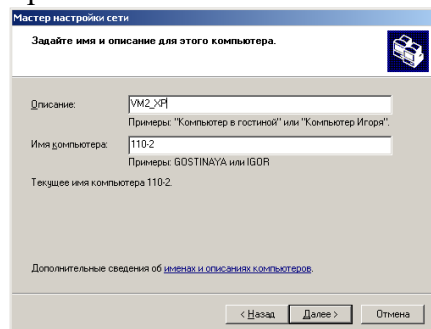 Мастер настройки сети
Задайте имя и описание для этого компьютера.
Описание:
VM2_XP
Примеры: "Компьютер в гостиной" или "Компьютер Игоря".
Имя компьютера:
110-2
Примеры: GOSTINAYA или IGOR
Текущее имя компьютера 110-2.
Дополнительные сведения об именах и описаниях компьютеров.
< Назад
Далее >
Отмена